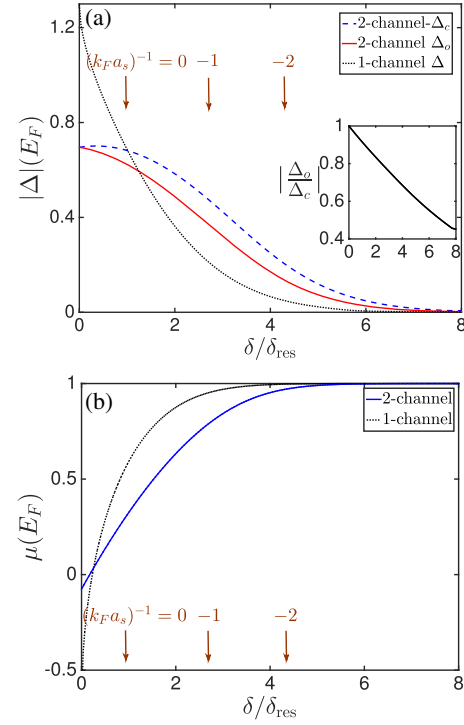 (a)
2-channel-Δ_c
2-channel Δ_o
1-channel Δ
(k_F a_s)^{-1} = 0
−1
−2
|Δ|(E_F)
1.2
0.8
0.4
0
0
2
4
6
8
δ/δ_res
|Δ_o/Δ_c|
1
0.8
0.6
0.4
0
2
4
6
8
(b)
2-channel
1-channel
μ(E_F)
1
0.5
0
-0.5
(k_F a_s)^{-1} = 0
−1
−2
0
2
4
6
8
δ/δ_res